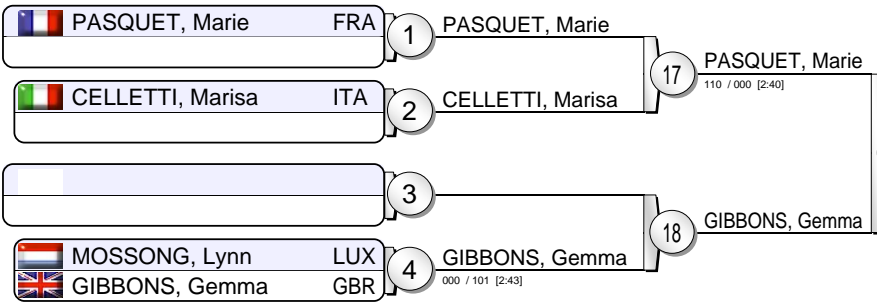 PASQUET, Marie FRA
1
PASQUET, Marie
CELLETTI, Marisa ITA
2
CELLETTI, Marisa
17
PASQUET, Marie
110 / 000 [2:40]
3
MOSSONG, Lynn LUX
GIBBONS, Gemma GBR
4
GIBBONS, Gemma
000 / 101 [2:43]
18
GIBBONS, Gemma